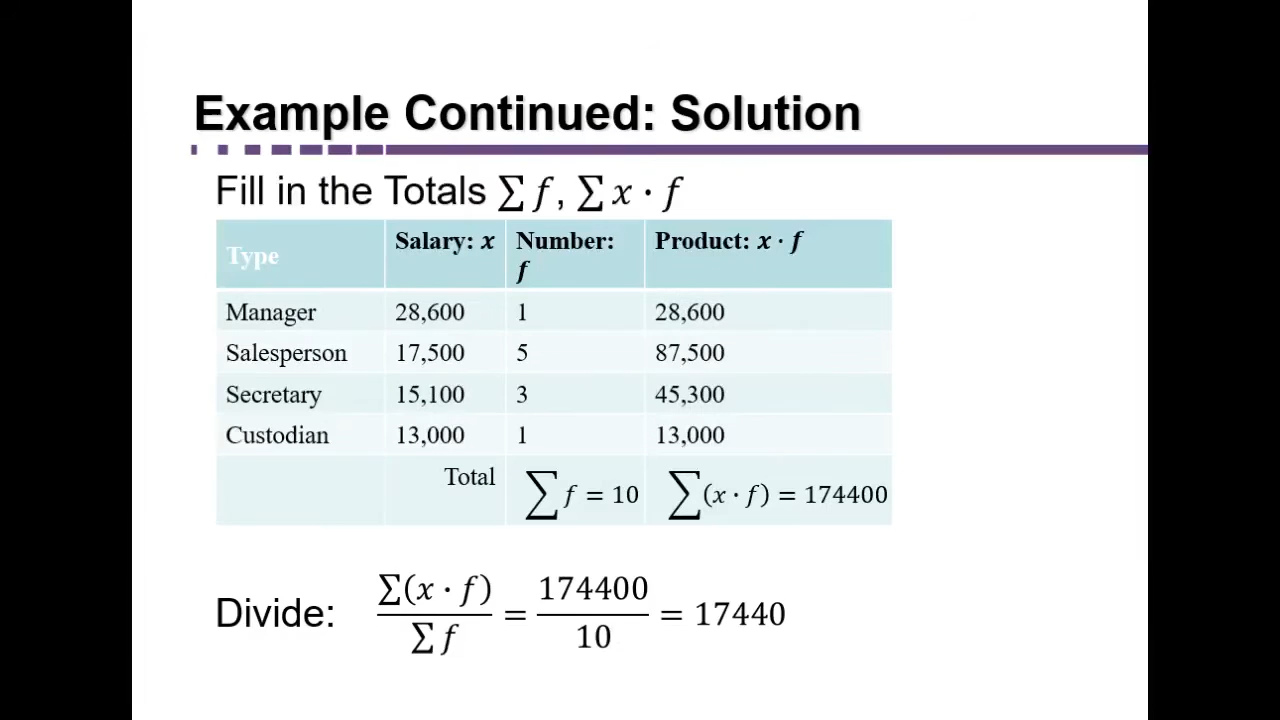 Example Continued: Solution
Fill in the Totals ∑ f, ∑ x · f
Type Salary: x Number: f Product: x · f
Manager 28,600 1 28,600
Salesperson 17,500 5 87,500
Secretary 15,100 3 45,300
Custodian 13,000 1 13,000
Total ∑ f = 10 ∑(x · f) = 174400
Divide: ∑(x · f) / ∑ f = 174400 / 10 = 17440